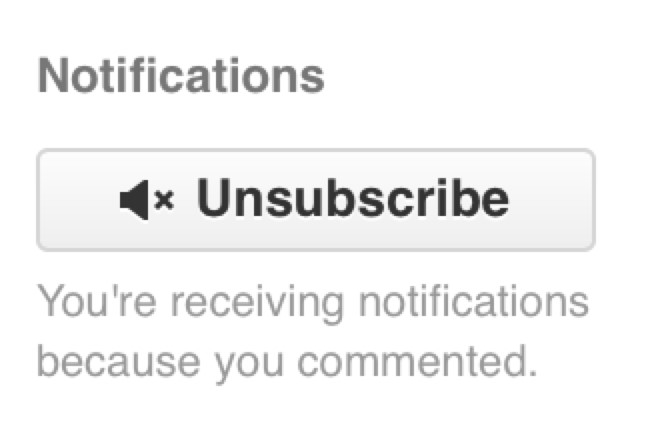 Notifications
Unsubscribe
You're receiving notifications
because you commented.